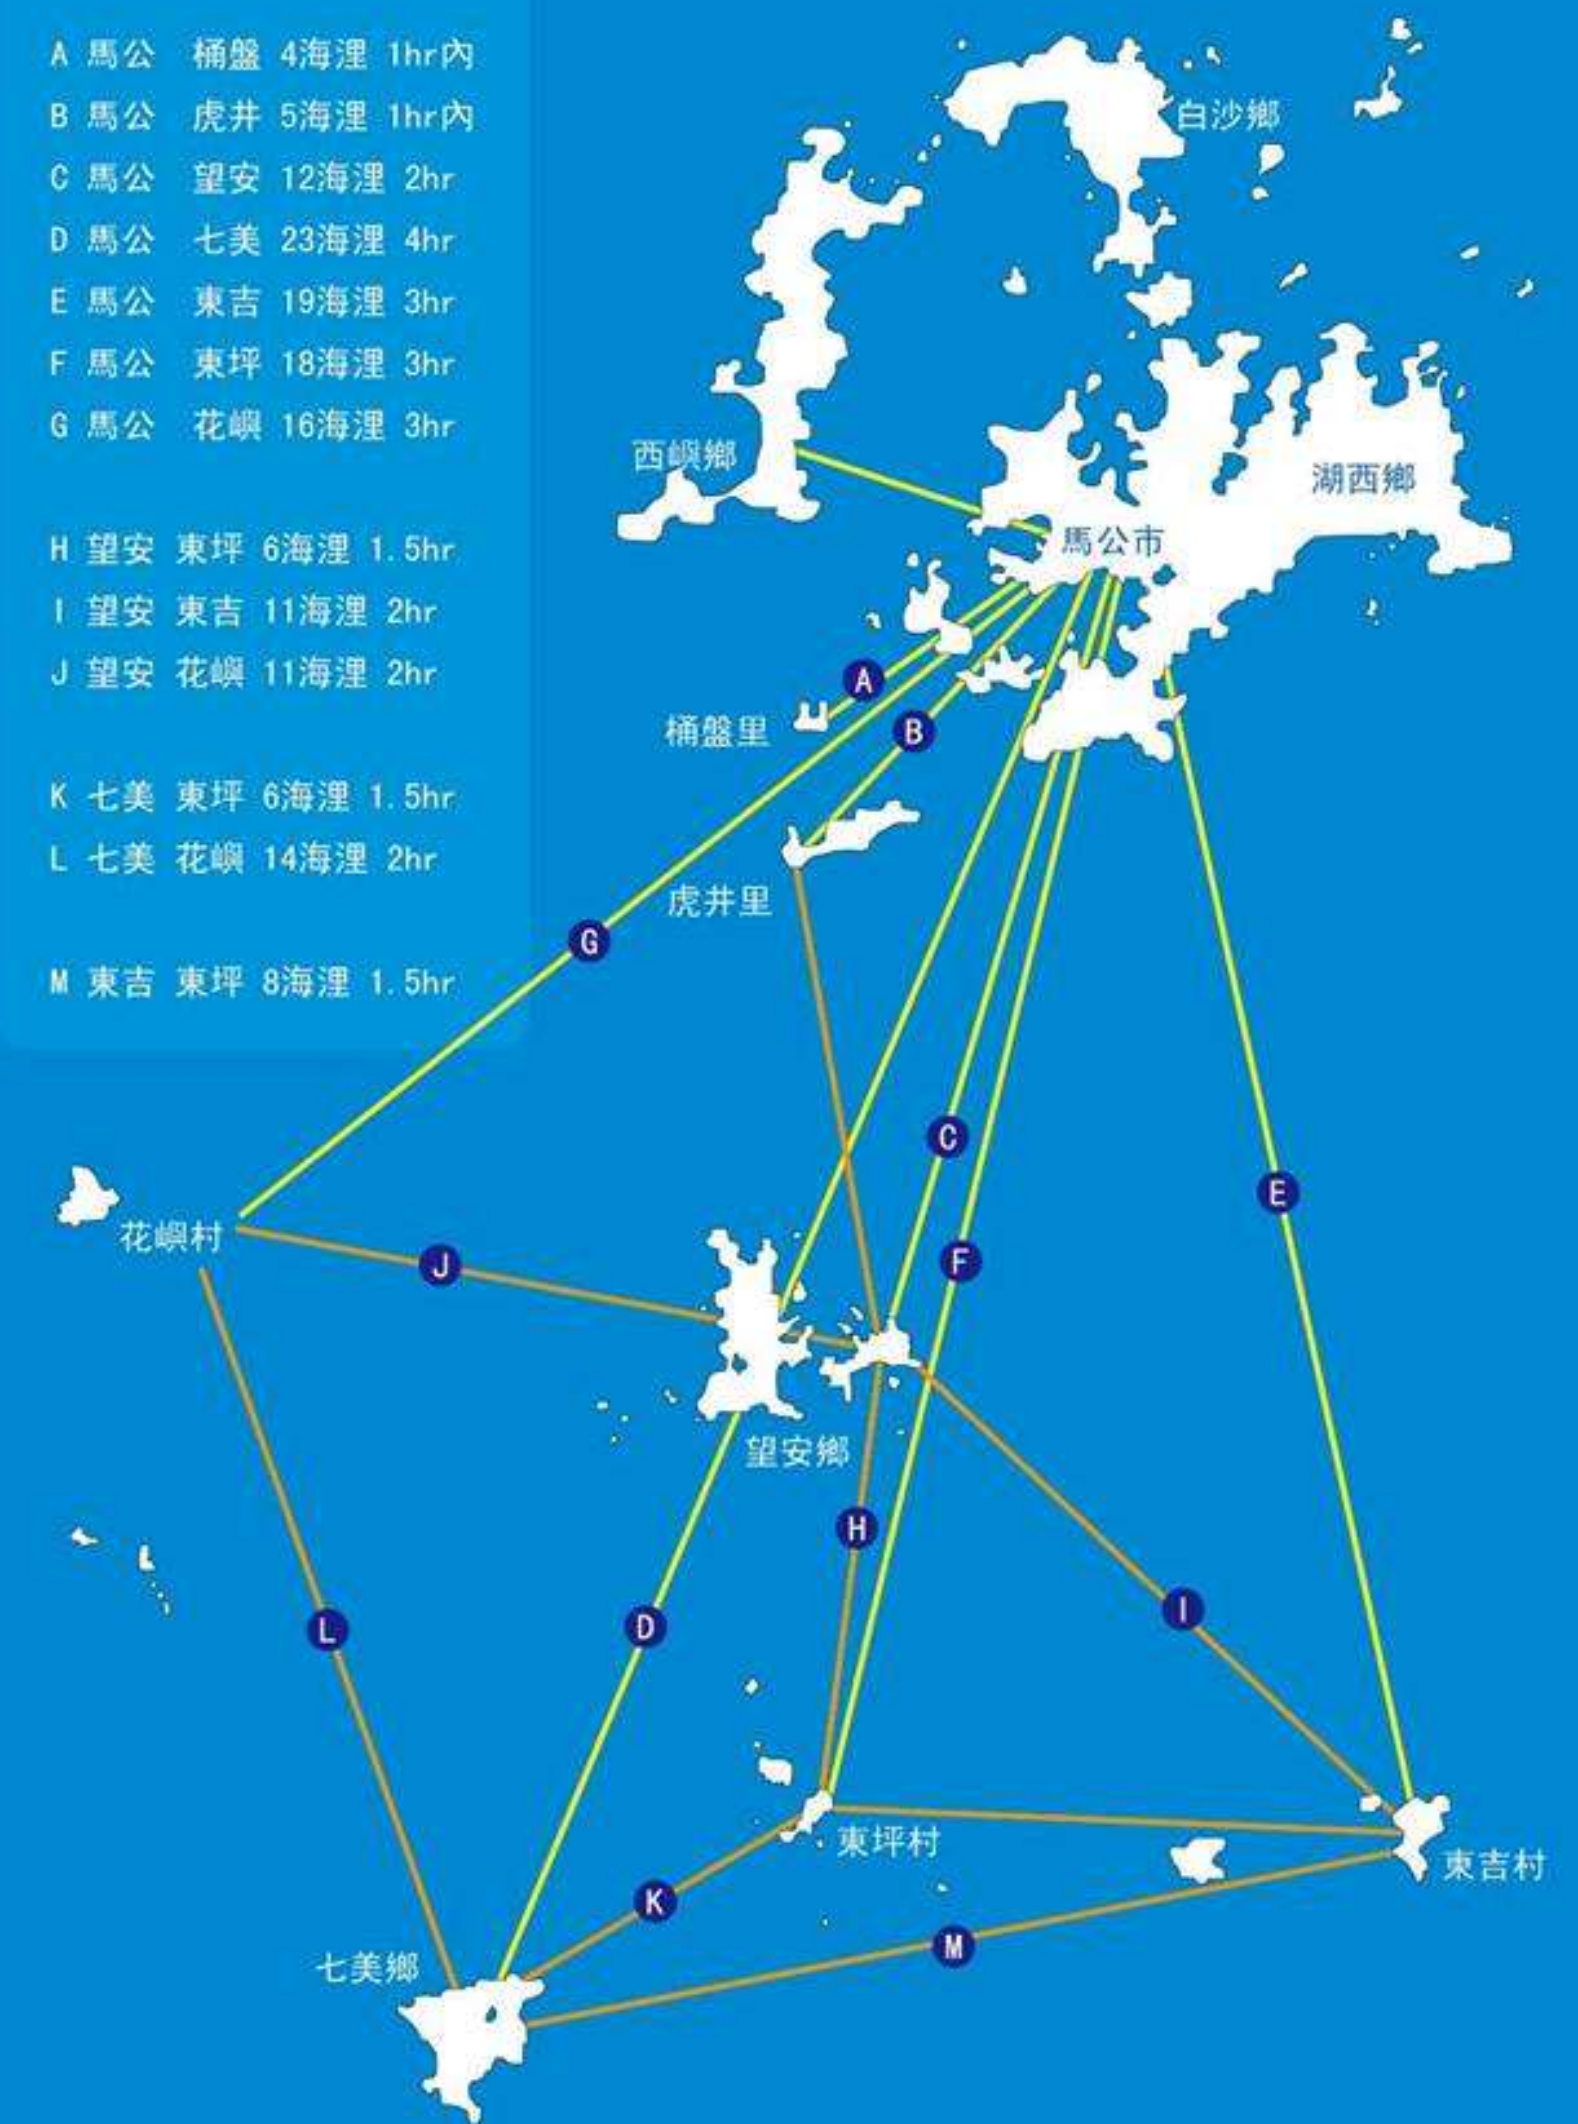 A 馬公 桶盤 4海浬 1hr內
B 馬公 虎井 5海浬 1hr內
C 馬公 望安 12海浬 2hr
D 馬公 七美 23海浬 4hr
E 馬公 東吉 19海浬 3hr
F 馬公 東坪 18海浬 3hr
G 馬公 花嶼 16海浬 3hr
H 望安 東坪 6海浬 1.5hr
I 望安 東吉 11海浬 2hr
J 望安 花嶼 11海浬 2hr
K 七美 東坪 6海浬 1.5hr
L 七美 花嶼 14海浬 2hr
M 東吉 東坪 8海浬 1.5hr
白沙鄉
西嶼鄉
湖西鄉
馬公市
A
桶盤里
B
虎井里
G
C
E
花嶼村
J
F
望安鄉
H
I
L
D
東坪村
東吉村
K
M
七美鄉